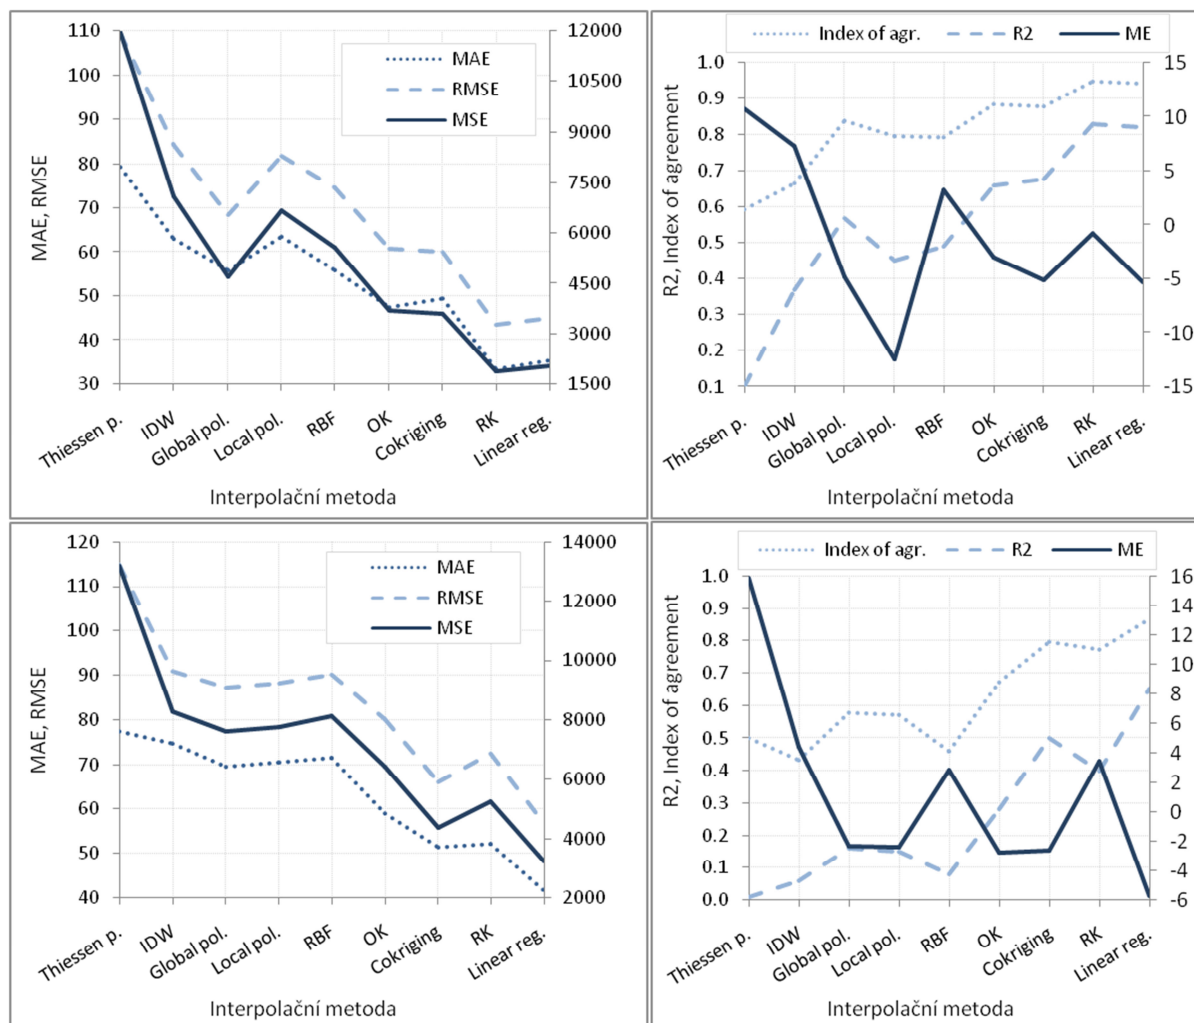 MAE
RMSE
MSE
MAE, RMSE
110
100
90
80
70
60
50
40
30
12000
10500
9000
7500
6000
4500
3000
1500
Thiessen p.
IDW
Global pol.
Local pol.
RBF
OK
Cokriging
RK
Linear reg.
Interpolační metoda
Index of agr. R2 ME
R2, Index of agreement
1.0
0.9
0.8
0.7
0.6
0.5
0.4
0.3
0.2
0.1
15
10
5
0
-5
-10
-15
Thiessen p.
IDW
Global pol.
Local pol.
RBF
OK
Cokriging
RK
Linear reg.
Interpolační metoda
MAE
RMSE
MSE
MAE, RMSE
120
110
100
90
80
70
60
50
40
14000
12000
10000
8000
6000
4000
2000
Thiessen p.
IDW
Global pol.
Local pol.
RBF
OK
Cokriging
RK
Linear reg.
Interpolační metoda
Index of agr. R2 ME
R2, Index of agreement
1.0
0.9
0.8
0.7
0.6
0.5
0.4
0.3
0.2
0.1
0.0
16
14
12
10
8
6
4
2
0
-2
-4
-6
Thiessen p.
IDW
Global pol.
Local pol.
RBF
OK
Cokriging
RK
Linear reg.
Interpolační metoda